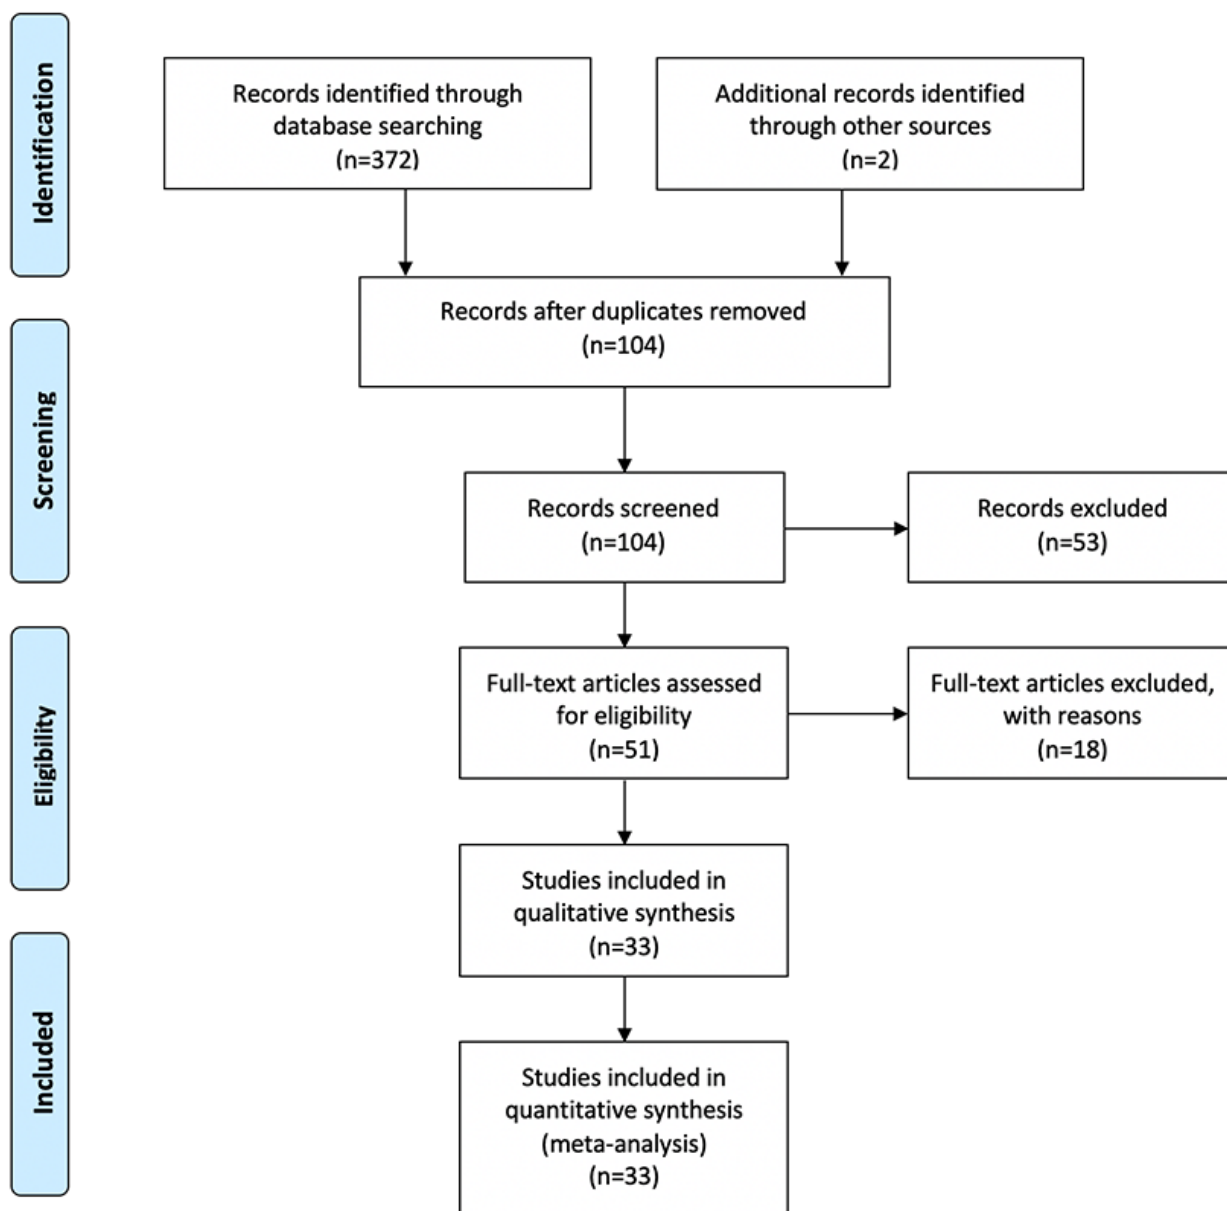 Identification
Records identified through
database searching
(n=372)
Additional records identified
through other sources
(n=2)
Records after duplicates removed
(n=104)
Screening
Records screened
(n=104)
Records excluded
(n=53)
Eligibility
Full-text articles assessed
for eligibility
(n=51)
Full-text articles excluded,
with reasons
(n=18)
Studies included in
qualitative synthesis
(n=33)
Included
Studies included in
quantitative synthesis
(meta-analysis)
(n=33)